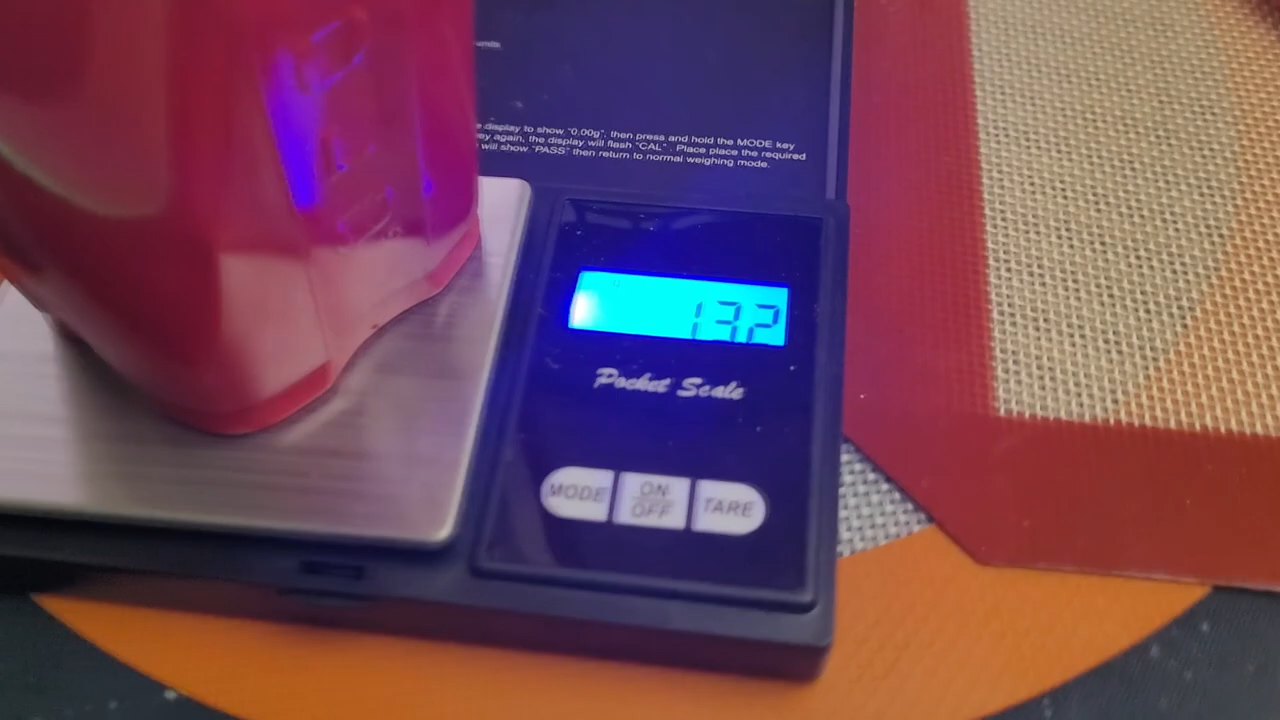 e display to show "0.00g", then press and hold the MODE key
ey again, the display will flash "CAL" . Place place the required
will show "PASS" then return to normal weighing mode.
132
Pocket Scale
MODE
ON
OFF
TARE